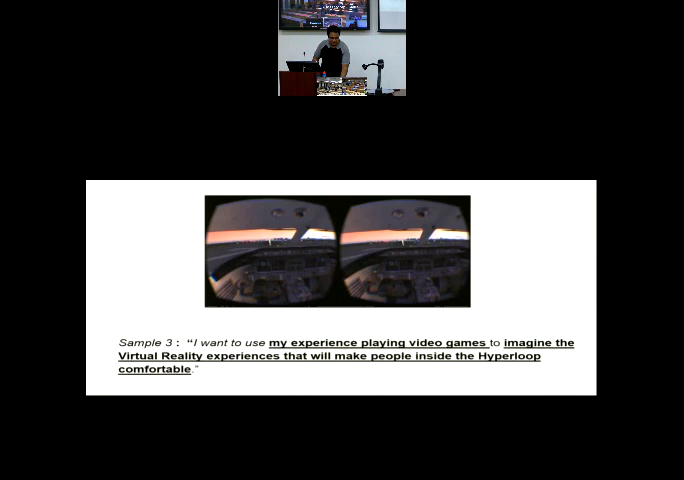 Sample 3 : “I want to use my experience playing video games to imagine the
Virtual Reality experiences that will make people inside the Hyperloop
comfortable.”